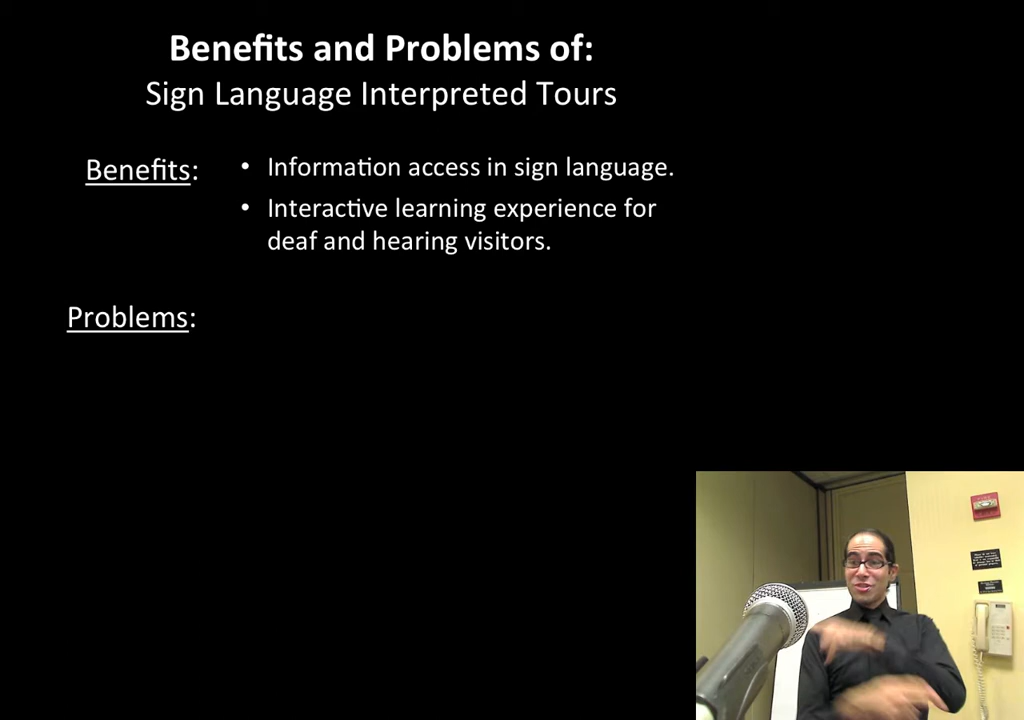 Benefits and Problems of:
Sign Language Interpreted Tours
Benefits:
• Information access in sign language.
• Interactive learning experience for
deaf and hearing visitors.
Problems: